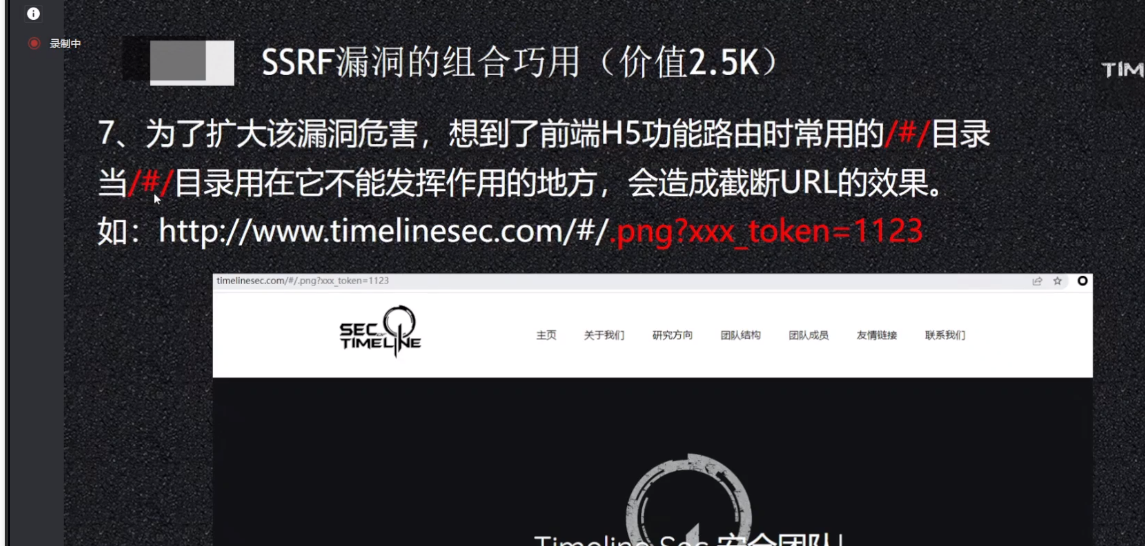 录制中
SSRF漏洞的组合巧用（价值2.5K）
TIM
7、为了扩大该漏洞危害，想到了前端H5功能路由时常用的/#/目录
当/#/目录用在它不能发挥作用的地方，会造成截断URL的效果。
如：http://www.timelinesec.com/#/.png?xxx_token=1123
timelinesec.com/#/.png?xxx_token=1123
SEC
TIMELINE
主页 关于我们 研究方向 团队结构 团队成员 友情链接 联系我们
Timeline Sec 安全团队